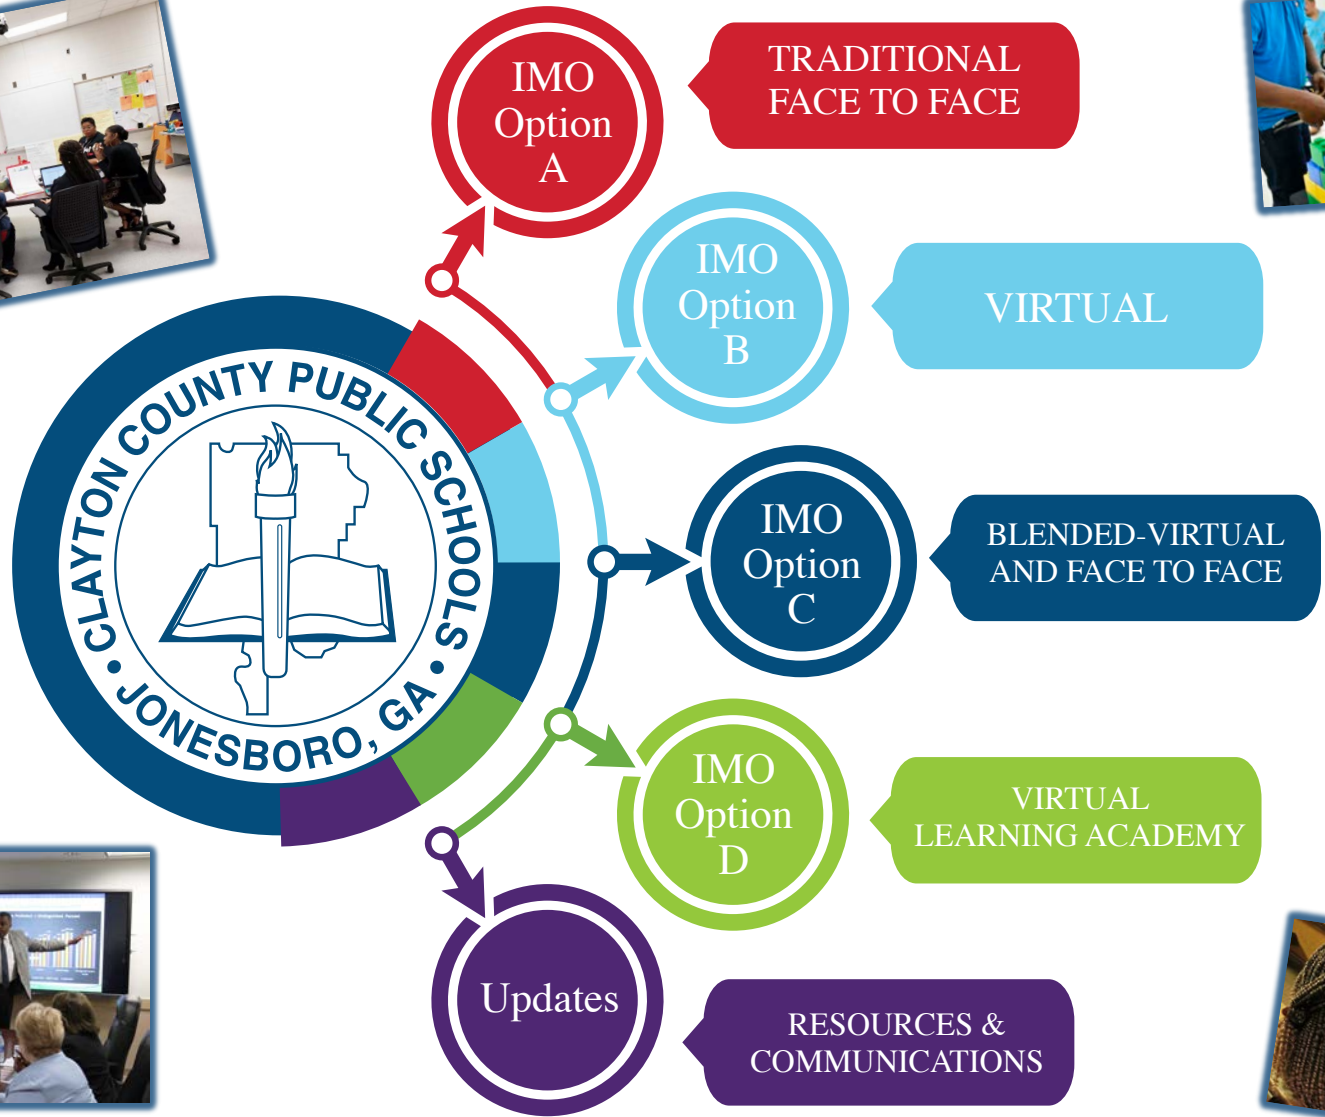 IMO
Option
A
TRADITIONAL
FACE TO FACE
IMO
Option
B
VIRTUAL
CLAYTON COUNTY PUBLIC SCHOOLS
• JONESBORO, GA •
IMO
Option
C
BLENDED-VIRTUAL
AND FACE TO FACE
IMO
Option
D
VIRTUAL
LEARNING ACADEMY
Updates
RESOURCES &
COMMUNICATIONS